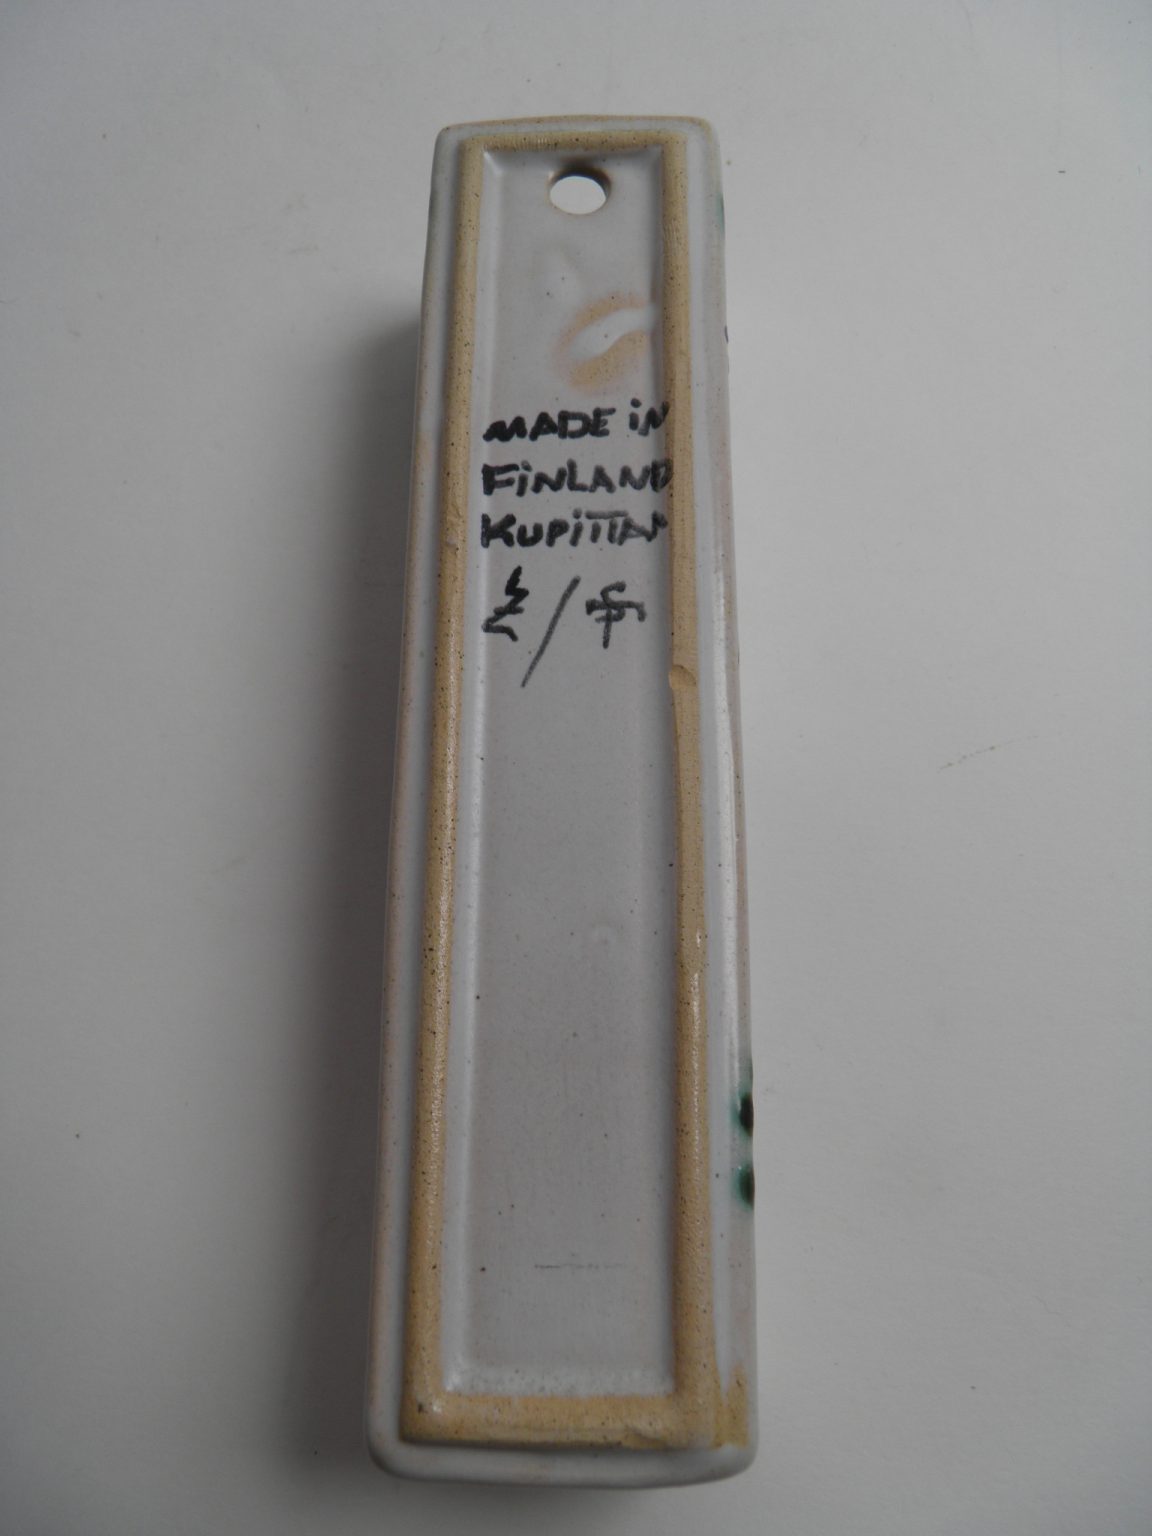 MADE iN
FiNLAND
KUPiTTAA
/